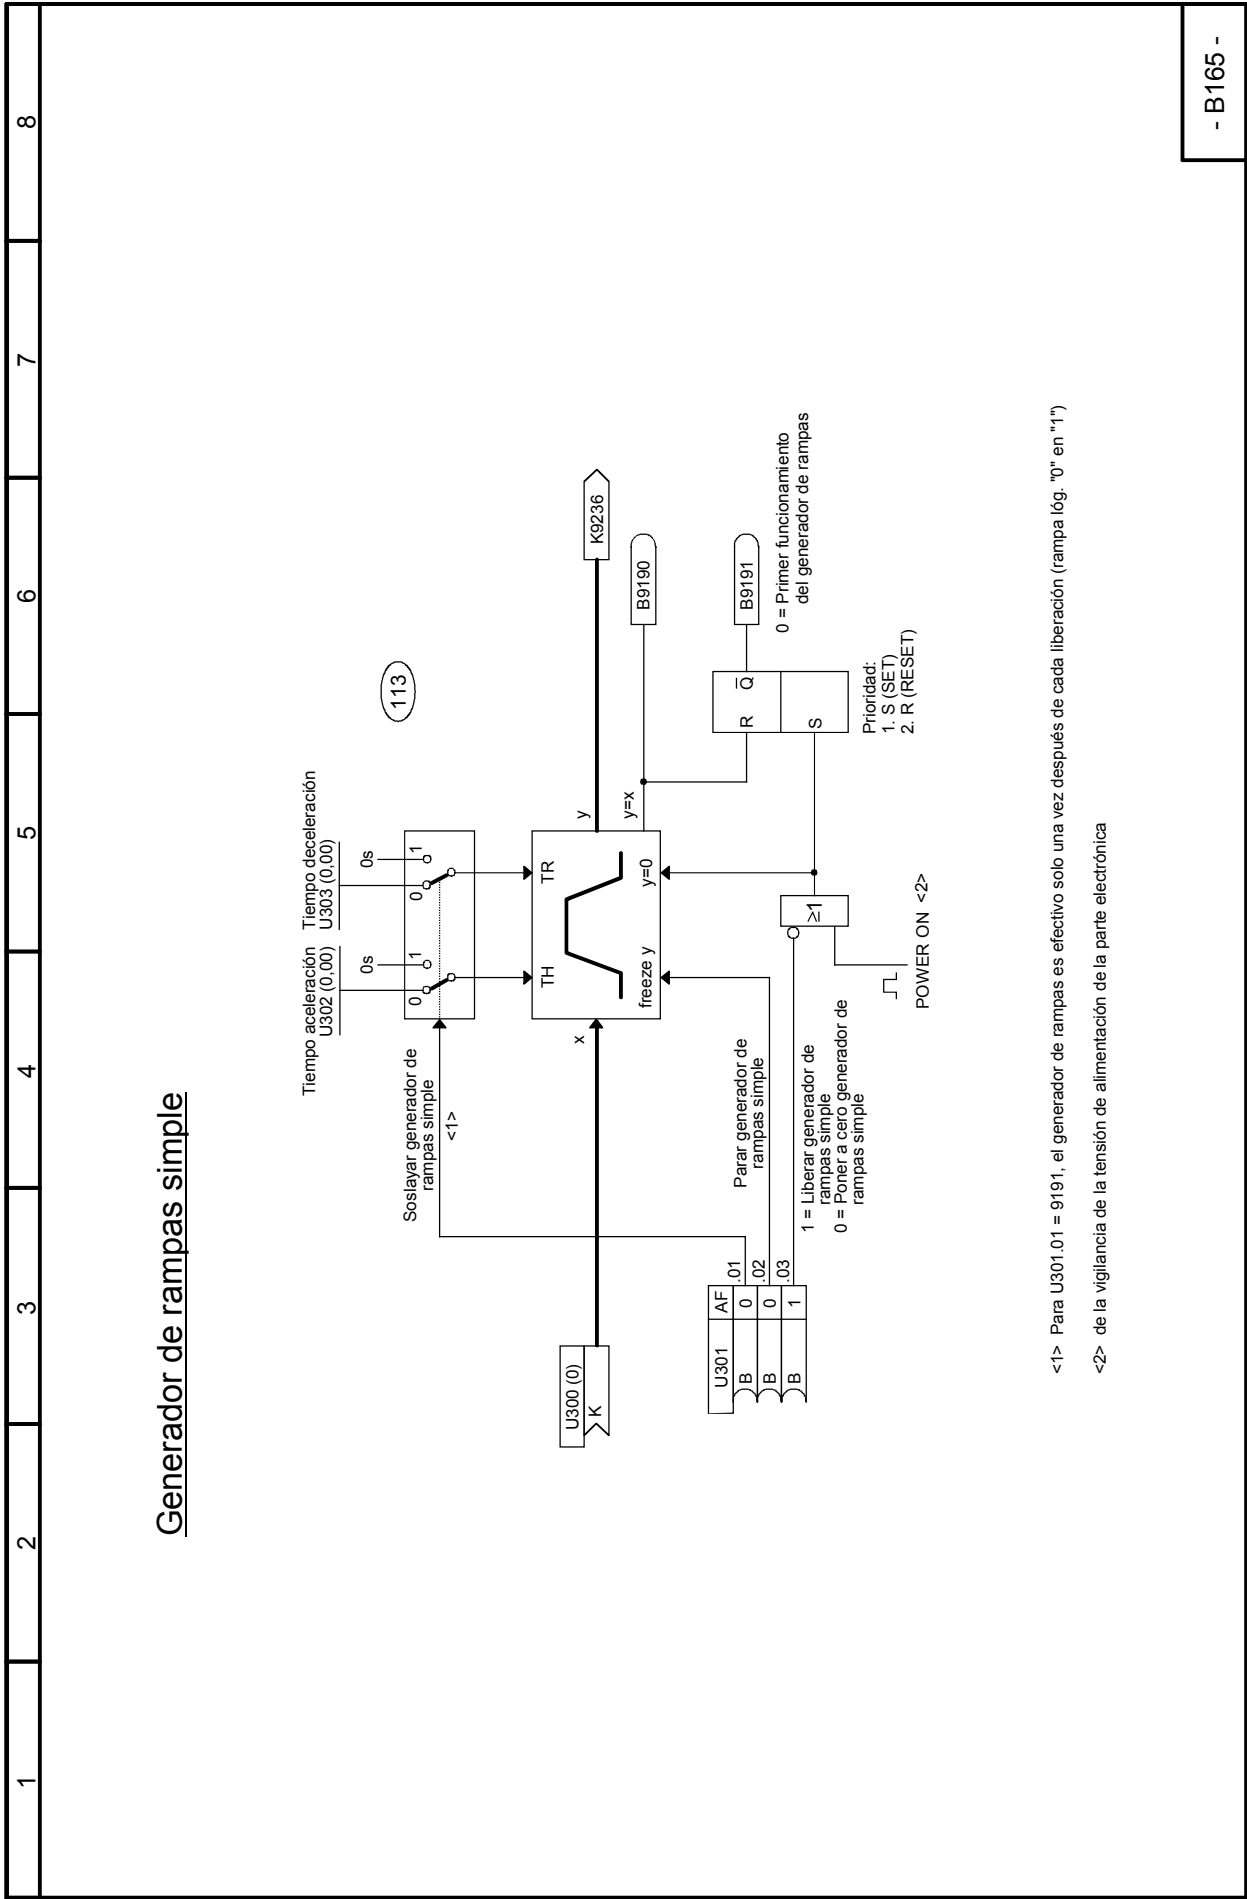 1 2 3 4 5 6 7 8
Generador de rampas simple
113
Tiempo aceleración
U302 (0,00)
Tiempo deceleración
U303 (0,00)
0s
0s
0 1
0 1
Soslayar generador de
rampas simple
<1>
U300 (0)
K
x
TH TR
y
K9236
freeze y y=0
y=x
B9190
R Q̅
S
B9191
0 = Primer funcionamiento
del generador de rampas
Prioridad:
1. S (SET)
2. R (RESET)
Parar generador de
rampas simple
U301 AF
B 0 .01
B 0 .02
B 1 .03
1 = Liberar generador de
rampas simple
0 = Poner a cero generador de
rampas simple
≥1
POWER ON <2>
<1> Para U301.01 = 9191, el generador de rampas es efectivo solo una vez después de cada liberación (rampa lóg. "0" en "1")
<2> de la vigilancia de la tensión de alimentación de la parte electrónica
- B165 -